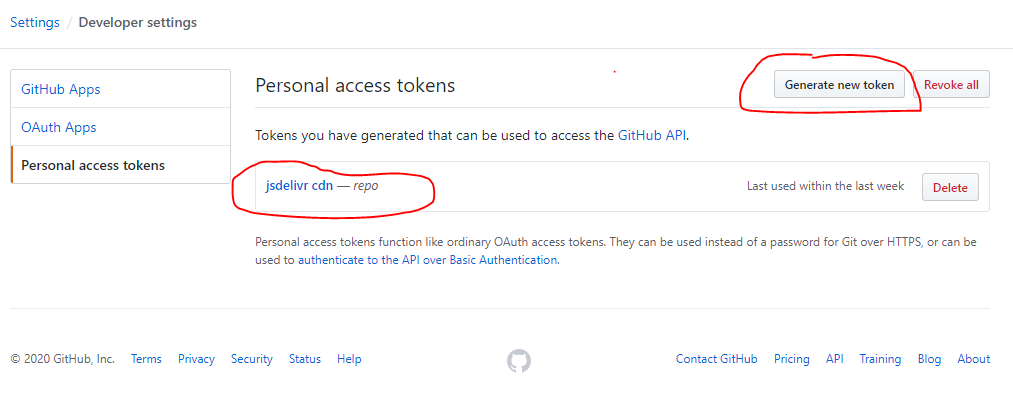 Settings / Developer settings
GitHub Apps
OAuth Apps
Personal access tokens
Personal access tokens
Generate new token
Revoke all
Tokens you have generated that can be used to access the GitHub API.
jsdelivr cdn — repo
Last used within the last week
Delete
Personal access tokens function like ordinary OAuth access tokens. They can be used instead of a password for Git over HTTPS, or can be
used to authenticate to the API over Basic Authentication.
© 2020 GitHub, Inc. Terms Privacy Security Status Help Contact GitHub Pricing API Training Blog About